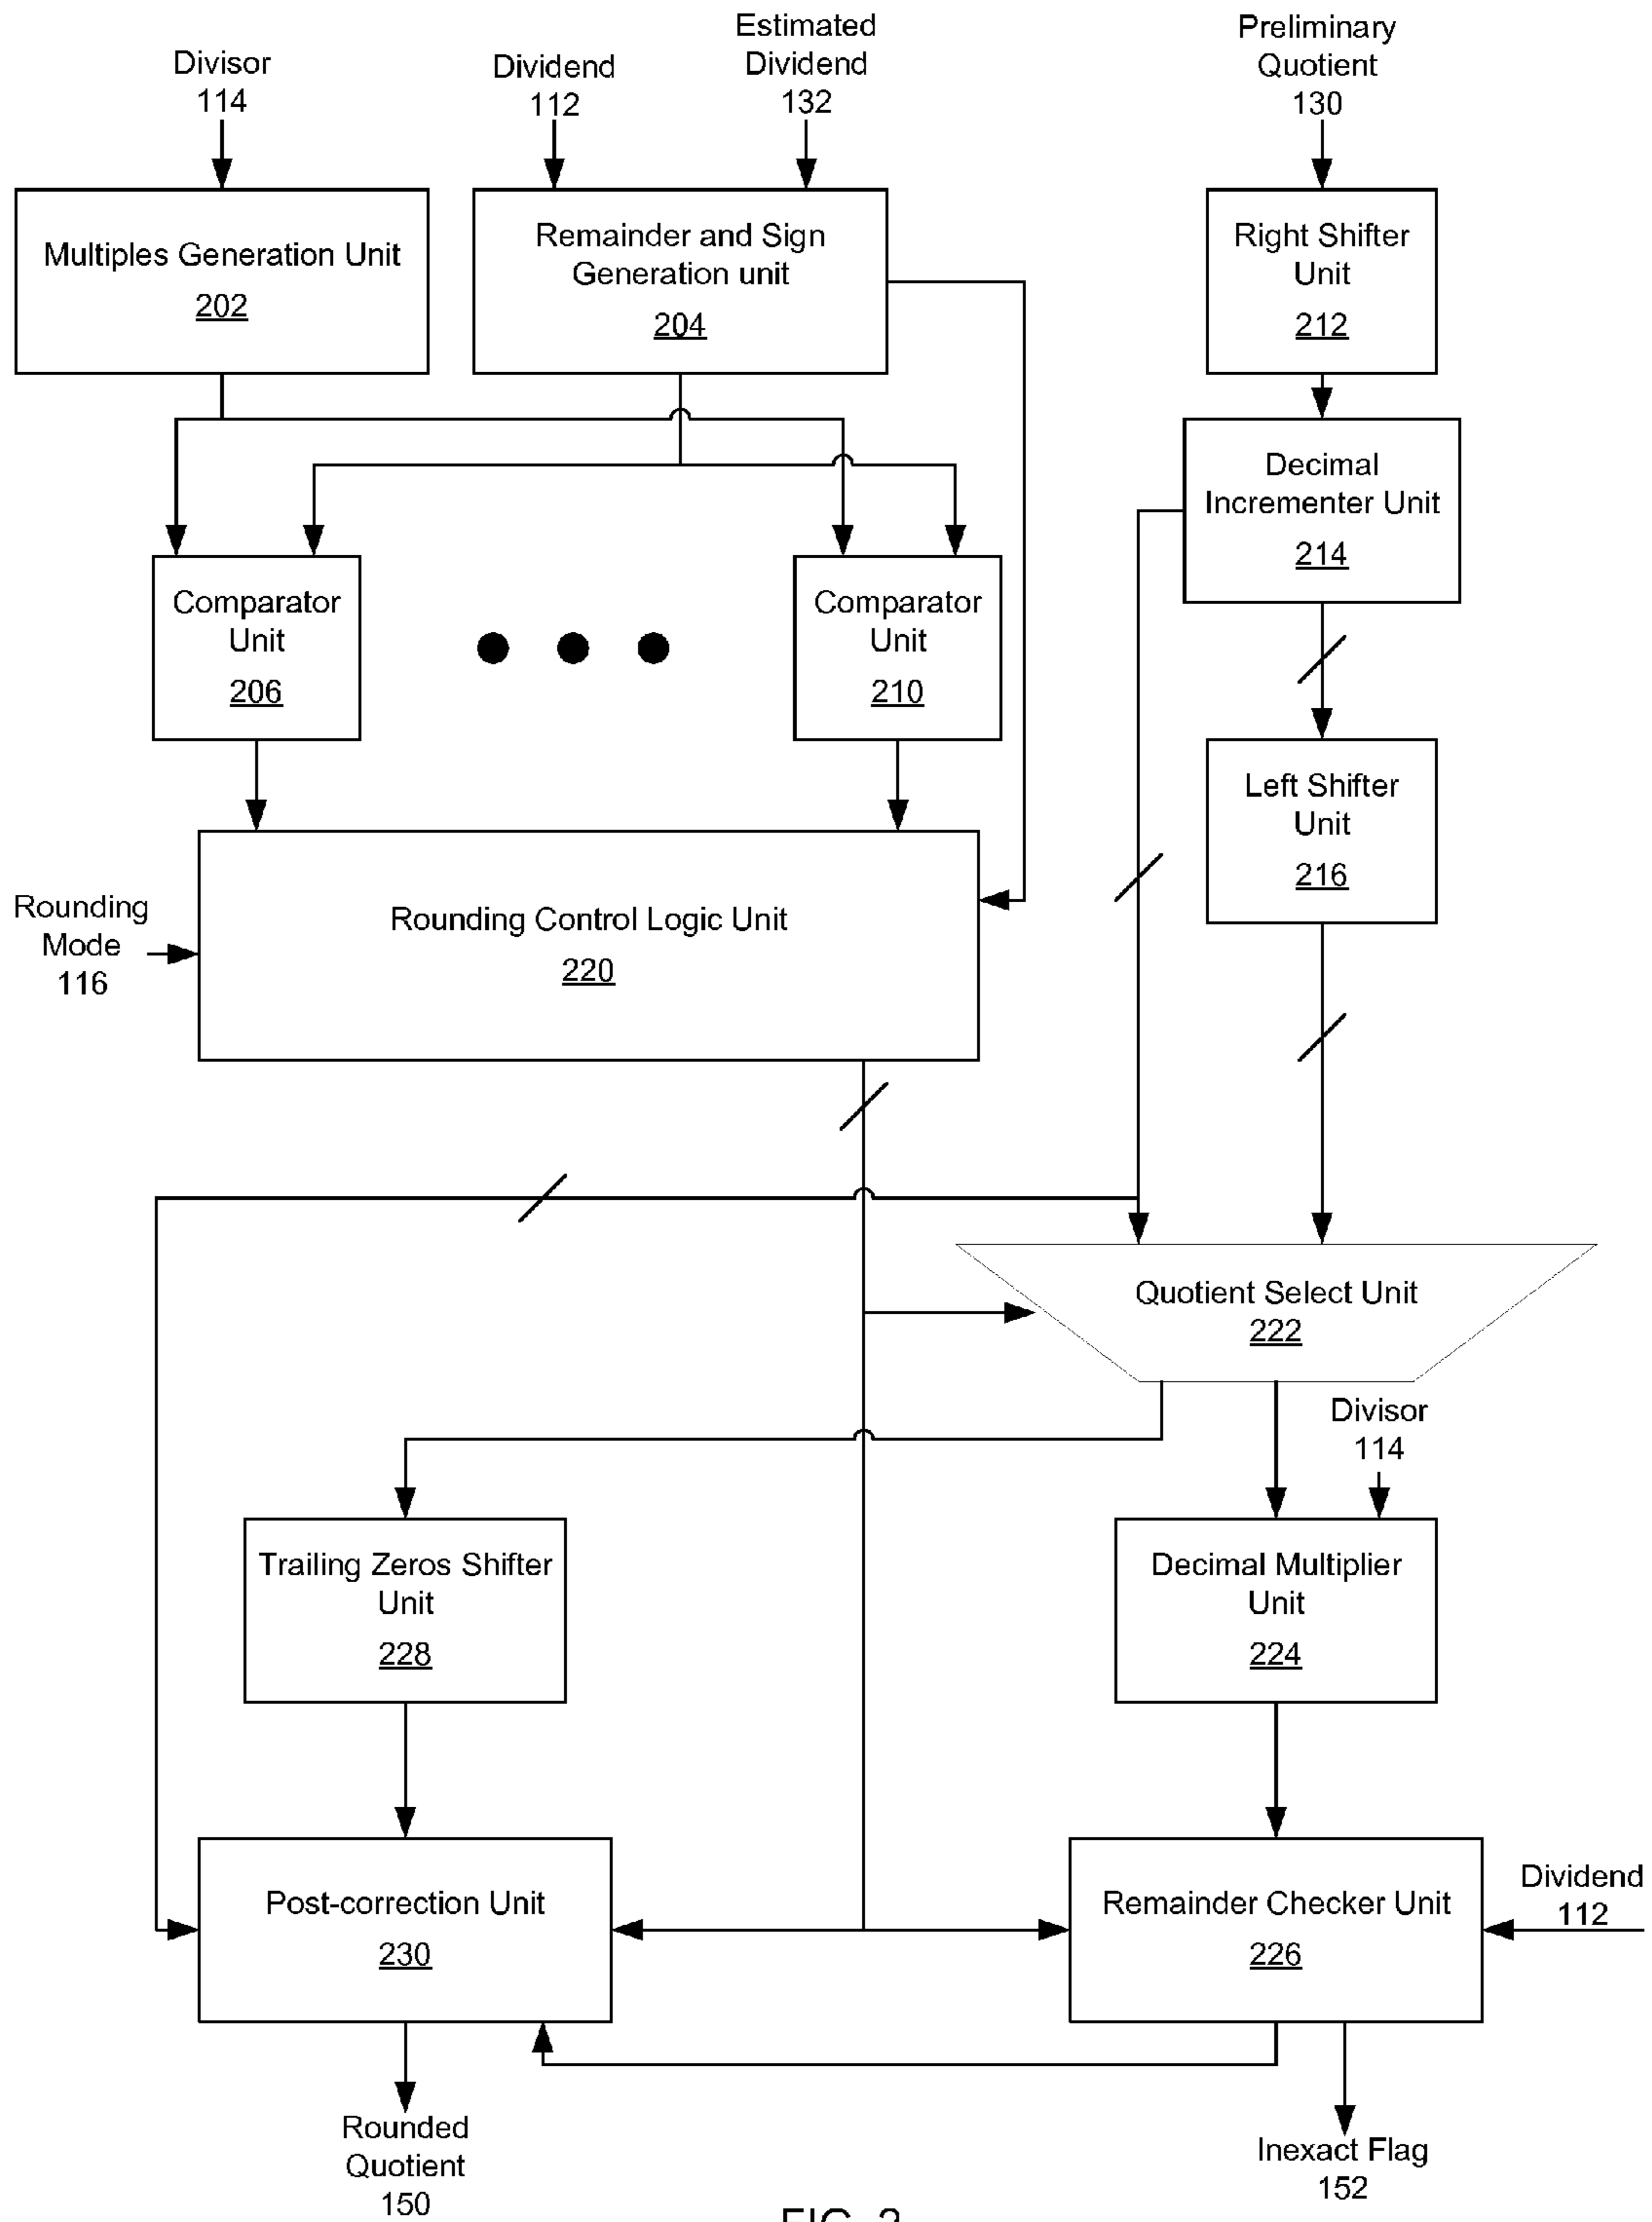 Divisor
114
Dividend
112
Estimated
Dividend
132
Preliminary
Quotient
130
Multiples Generation Unit
202
Remainder and Sign
Generation unit
204
Right Shifter
Unit
212
Decimal
Incrementer Unit
214
Comparator
Unit
206
Comparator
Unit
210
Left Shifter
Unit
216
Rounding
Mode
116
Rounding Control Logic Unit
220
Quotient Select Unit
222
Divisor
114
Trailing Zeros Shifter
Unit
228
Decimal Multiplier
Unit
224
Post-correction Unit
230
Remainder Checker Unit
226
Dividend
112
Rounded
Quotient
150
Inexact Flag
152
FIG. 2